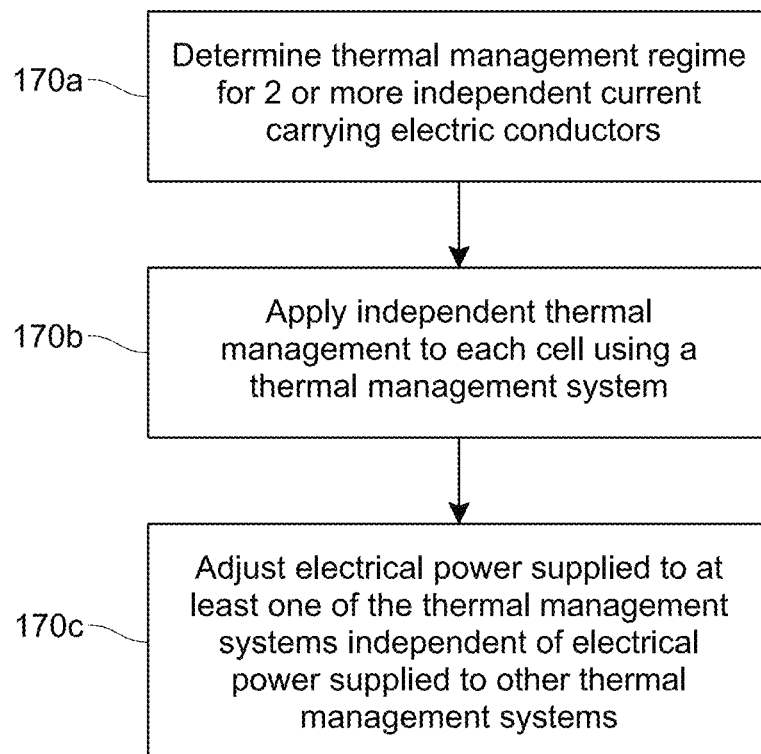 170a
Determine thermal management regime
for 2 or more independent current
carrying electric conductors
170b
Apply independent thermal
management to each cell using a
thermal management system
170c
Adjust electrical power supplied to at
least one of the thermal management
systems independent of electrical
power supplied to other thermal
management systems